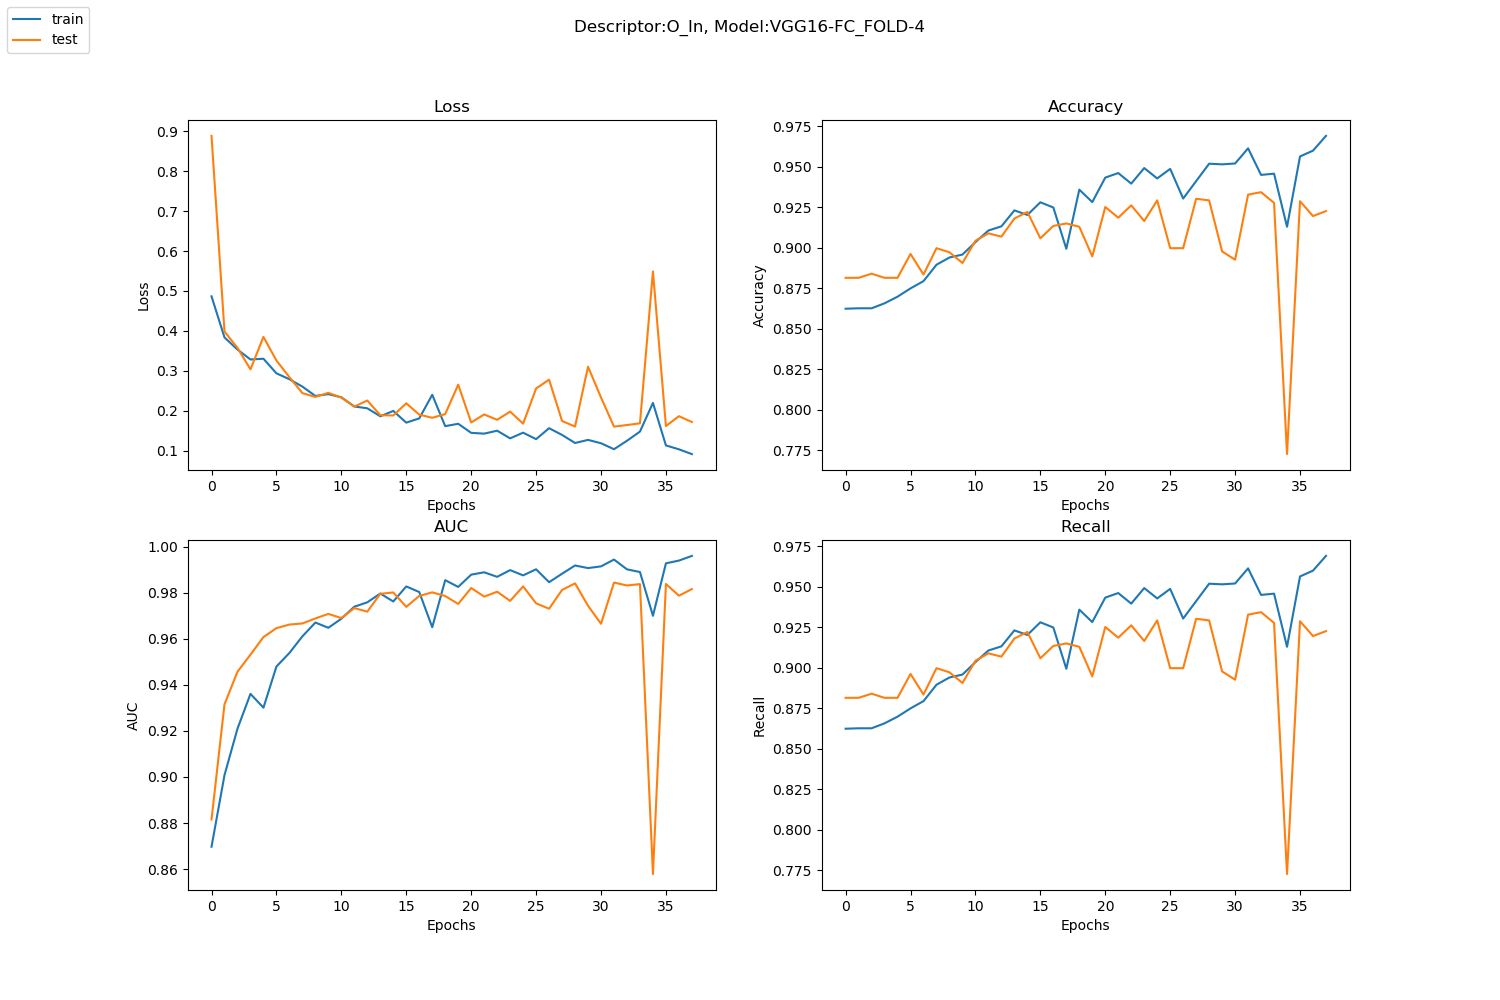 train
test
Descriptor:O_In, Model:VGG16-FC_FOLD-4
Loss
0.9
0.8
0.7
0.6
0.5
0.4
0.3
0.2
0.1
Loss
0 5 10 15 20 25 30 35
Epochs
Accuracy
0.975
0.950
0.925
0.900
0.875
0.850
0.825
0.800
0.775
Accuracy
0 5 10 15 20 25 30 35
Epochs
AUC
1.00
0.98
0.96
0.94
0.92
0.90
0.88
0.86
AUC
0 5 10 15 20 25 30 35
Epochs
Recall
0.975
0.950
0.925
0.900
0.875
0.850
0.825
0.800
0.775
Recall
0 5 10 15 20 25 30 35
Epochs